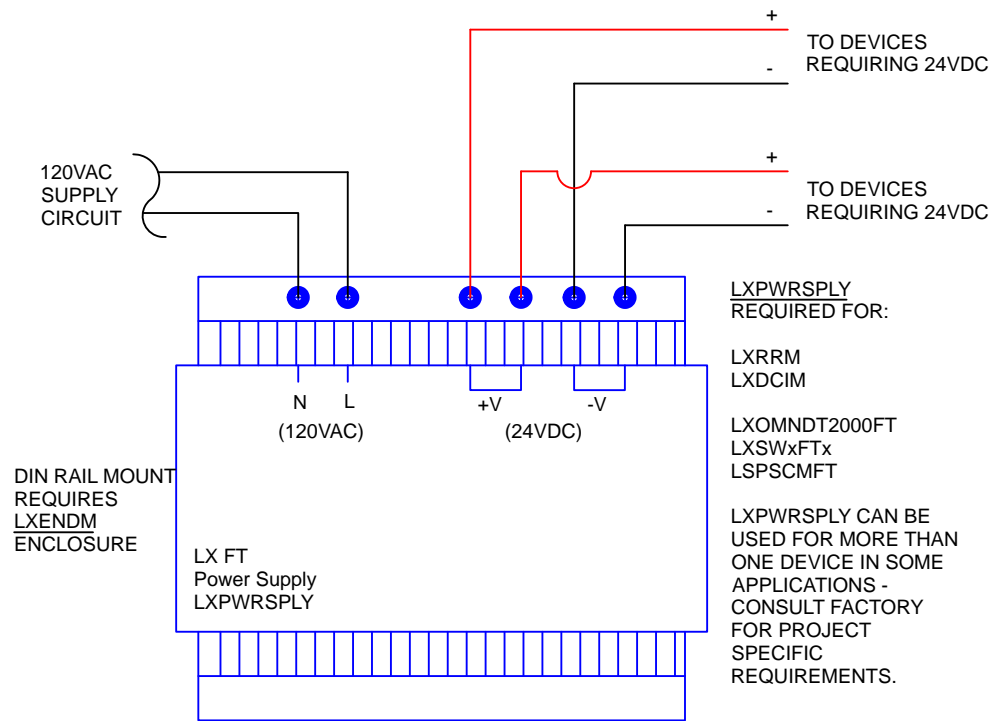 +
TO DEVICES
REQUIRING 24VDC
-
120VAC
SUPPLY
CIRCUIT
+
TO DEVICES
REQUIRING 24VDC
-
LXPWRSPLY
REQUIRED FOR:
LXRRM
LXDCIM
LXOMNDT2000FT
LXSWxFTx
LSPSCMFT
LXPWRSPLY CAN BE
USED FOR MORE THAN
ONE DEVICE IN SOME
APPLICATIONS -
CONSULT FACTORY
FOR PROJECT
SPECIFIC
REQUIREMENTS.
N L +V -V
(120VAC) (24VDC)
DIN RAIL MOUNT
REQUIRES
LXENDM
ENCLOSURE
LX FT
Power Supply
LXPWRSPLY